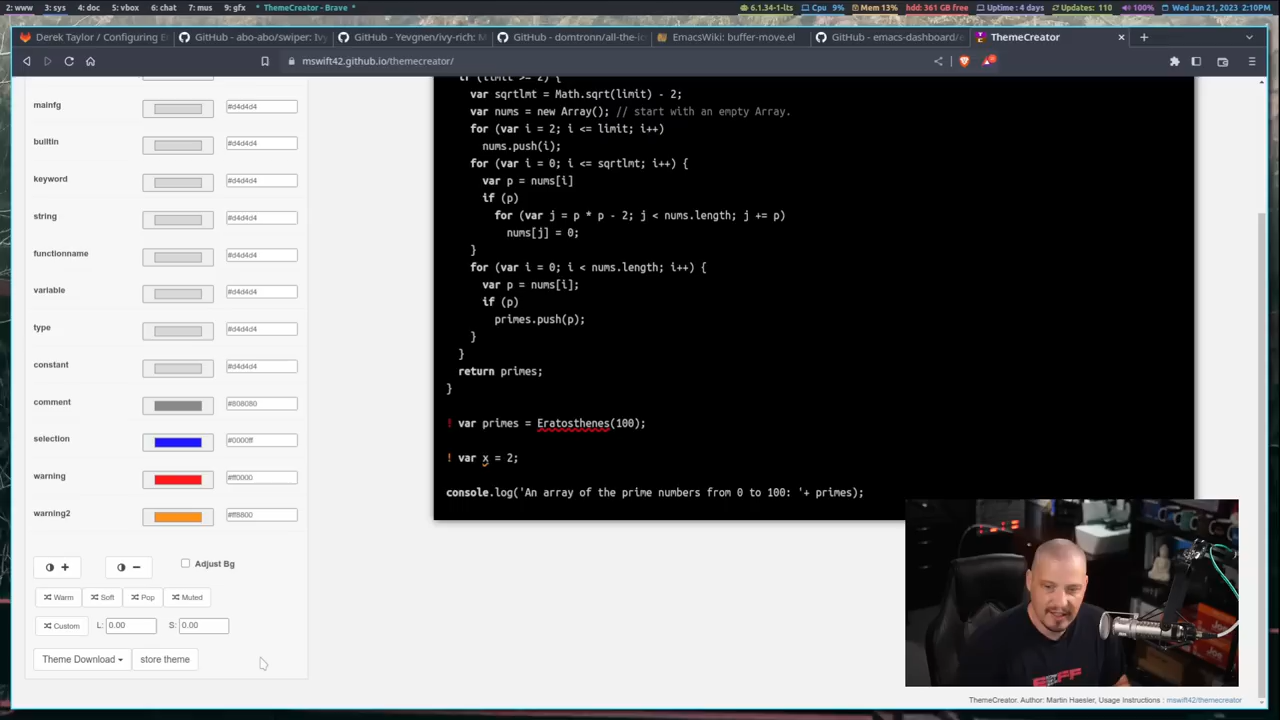 2: www 3: sys 4: doc 5: vbox 6: chat 7: mus 9: gfx * ThemeCreator - Brave * 6.1.34-1-lts Cpu 9% Mem 13% hdd: 361 GB free Uptime : 4 days Updates: 110 100% Wed Jun 21, 2023 2:10PM
Derek Taylor / Configuring E GitHub - abo-abo/swiper: Ivy GitHub - Yevgnen/ivy-rich: M GitHub - domtronn/all-the-ic EmacsWiki: buffer-move.el GitHub - emacs-dashboard/e ThemeCreator
mswift42.github.io/themecreator/
if (limit >= 2) {
var sqrtlmt = Math.sqrt(limit) - 2;
mainfg #d4d4d4
var nums = new Array(); // start with an empty Array.
for (var i = 2; i <= limit; i++)
builtin #d4d4d4
nums.push(i);
for (var i = 0; i <= sqrtlmt; i++) {
keyword #d4d4d4
var p = nums[i]
if (p)
string #d4d4d4
for (var j = p * p - 2; j < nums.length; j += p)
nums[j] = 0;
}
functionname #d4d4d4
for (var i = 0; i < nums.length; i++) {
variable #d4d4d4
var p = nums[i];
if (p)
primes.push(p);
type #d4d4d4
}
}
constant #d4d4d4
return primes;
}
comment #808080
! var primes = Eratosthenes(100);
selection #0000ff
! var x = 2;
warning #ff0000
console.log('An array of the prime numbers from 0 to 100: '+ primes);
warning2 #ff8800
+ - Adjust Bg
Warm Soft Pop Muted
Custom L: 0.00 S: 0.00
Theme Download store theme
ThemeCreator. Author: Martin Haesler, Usage Instructions : mswift42/themecreator